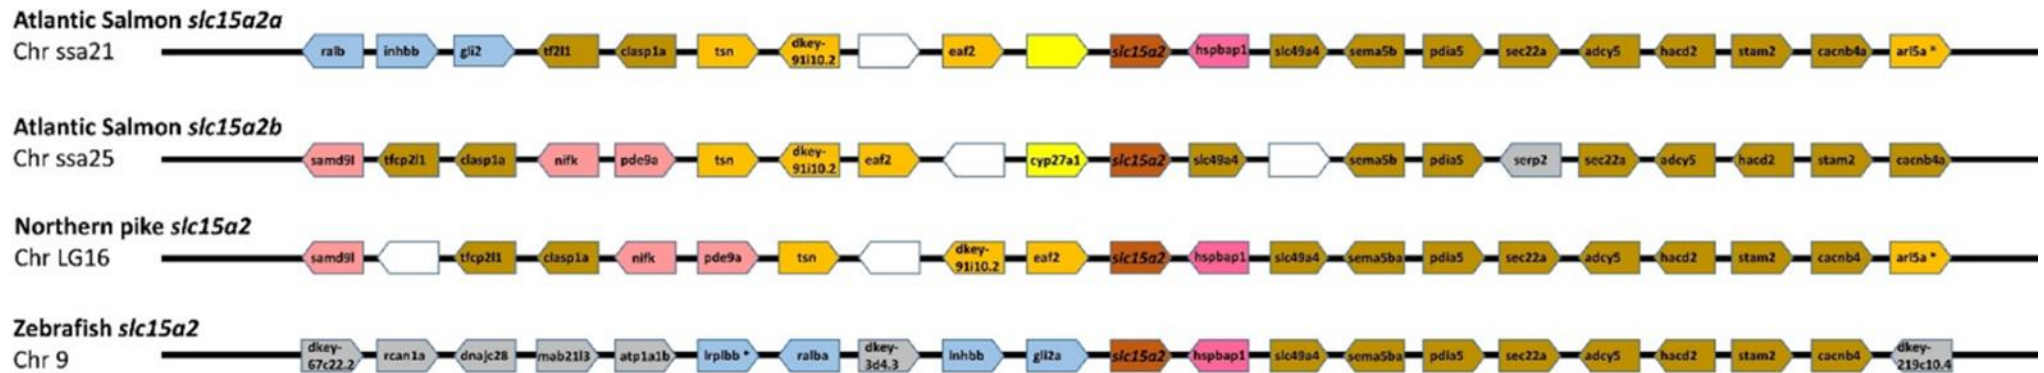 Atlantic Salmon slc15a2a
Chr ssa21
ralb inhbb gli2 tf2l1 clasp1a tsn dkey-91i10.2 eaf2 slc15a2 hspbap1 slc49a4 sema5b pdia5 sec22a adcy5 hacd2 stam2 cacnb4a arl5a *
Atlantic Salmon slc15a2b
Chr ssa25
samd9l tfcp2l1 clasp1a nifk pde9a tsn dkey-91i10.2 eaf2 cyp27a1 slc15a2 slc49a4 sema5b pdia5 serp2 sec22a adcy5 hacd2 stam2 cacnb4a
Northern pike slc15a2
Chr LG16
samd9l tfcp2l1 clasp1a nifk pde9a tsn dkey-91i10.2 eaf2 slc15a2 hspbap1 slc49a4 sema5ba pdia5 sec22a adcy5 hacd2 stam2 cacnb4 arl5a *
Zebrafish slc15a2
Chr 9
dkey-67c22.2 rcan1a dnajc28 mab21l3 atp1a1b lrplbb * ralba dkey-3d4.3 inhbb gli2a slc15a2 hspbap1 slc49a4 sema5ba pdia5 sec22a adcy5 hacd2 stam2 cacnb4 dkey-219c10.4